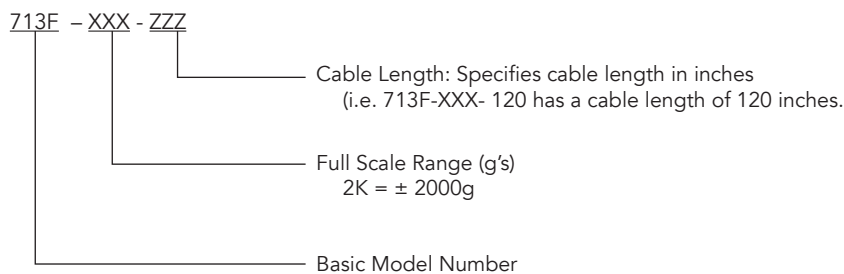 713F – XXX - ZZZ
Cable Length: Specifies cable length in inches
(i.e. 713F-XXX- 120 has a cable length of 120 inches.
Full Scale Range (g's)
2K = ± 2000g
Basic Model Number